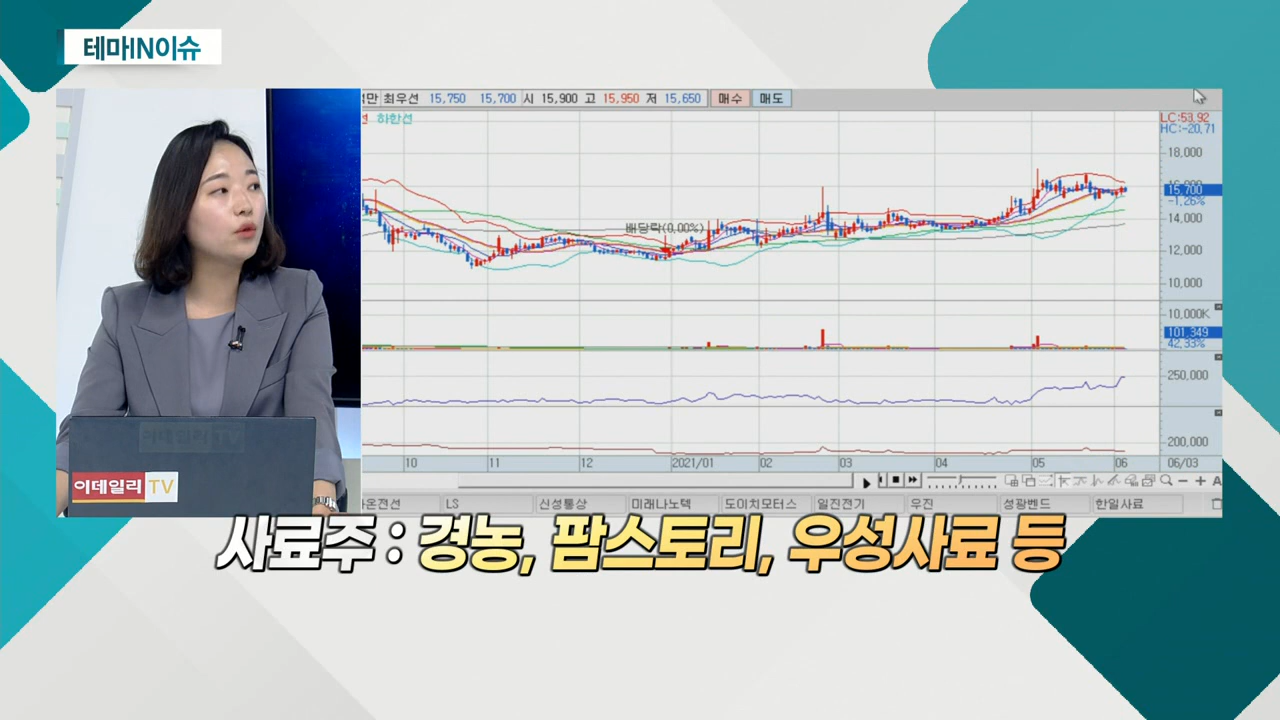 테마IN이슈
최우선 15,750 15,700 시 15,900 고 15,950 저 15,650 매수 매도
하한선
LC:53.92
HC:-20.71
18,000
15,700
-1.26%
14,000
배당락(0.00%)
12,000
10,000
10,000K
101,349
42.33%
250,000
200,000
10 11 12 2021/01 02 03 04 05 06 06/03
LS 신성통상 미래나노텍 도이치모터스 일진전기 우진 성광벤드 한일사료
이데일리TV
이데일리 TV
사료주 : 경농, 팜스토리, 우성사료 등